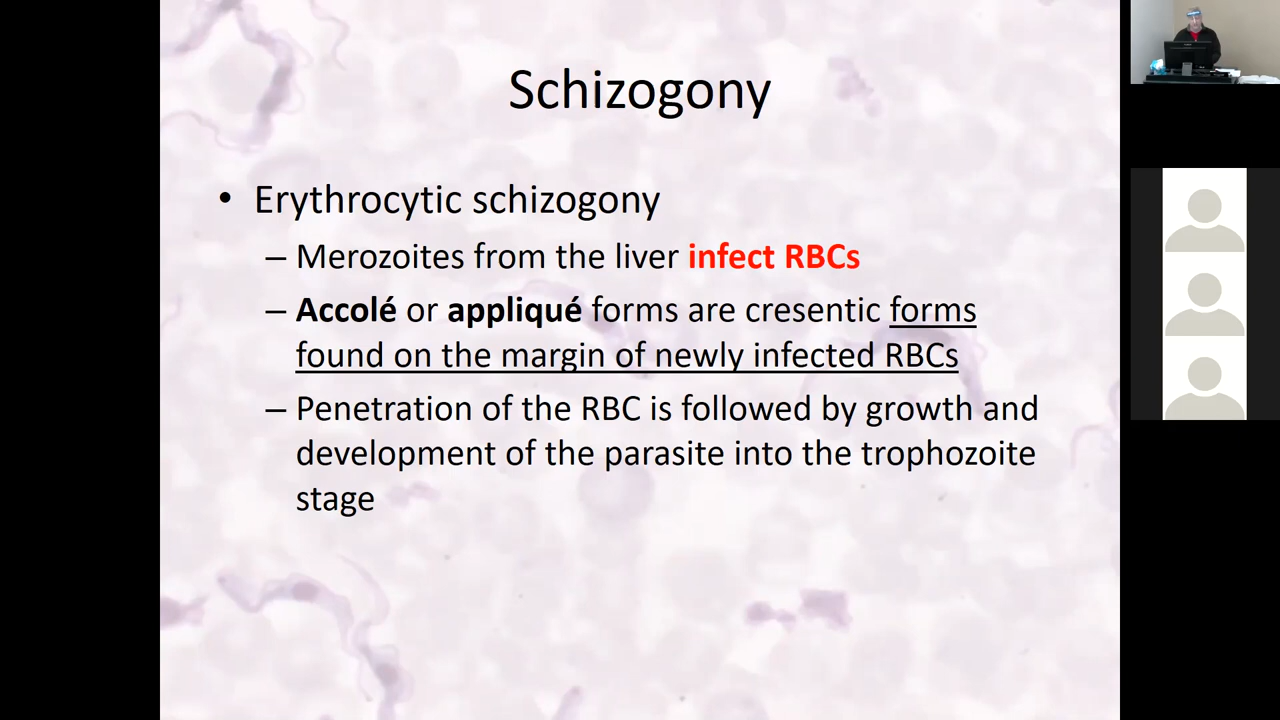 Schizogony
• Erythrocytic schizogony
– Merozoites from the liver infect RBCs
– Accolé or appliqué forms are cresentic forms
found on the margin of newly infected RBCs
– Penetration of the RBC is followed by growth and
development of the parasite into the trophozoite
stage